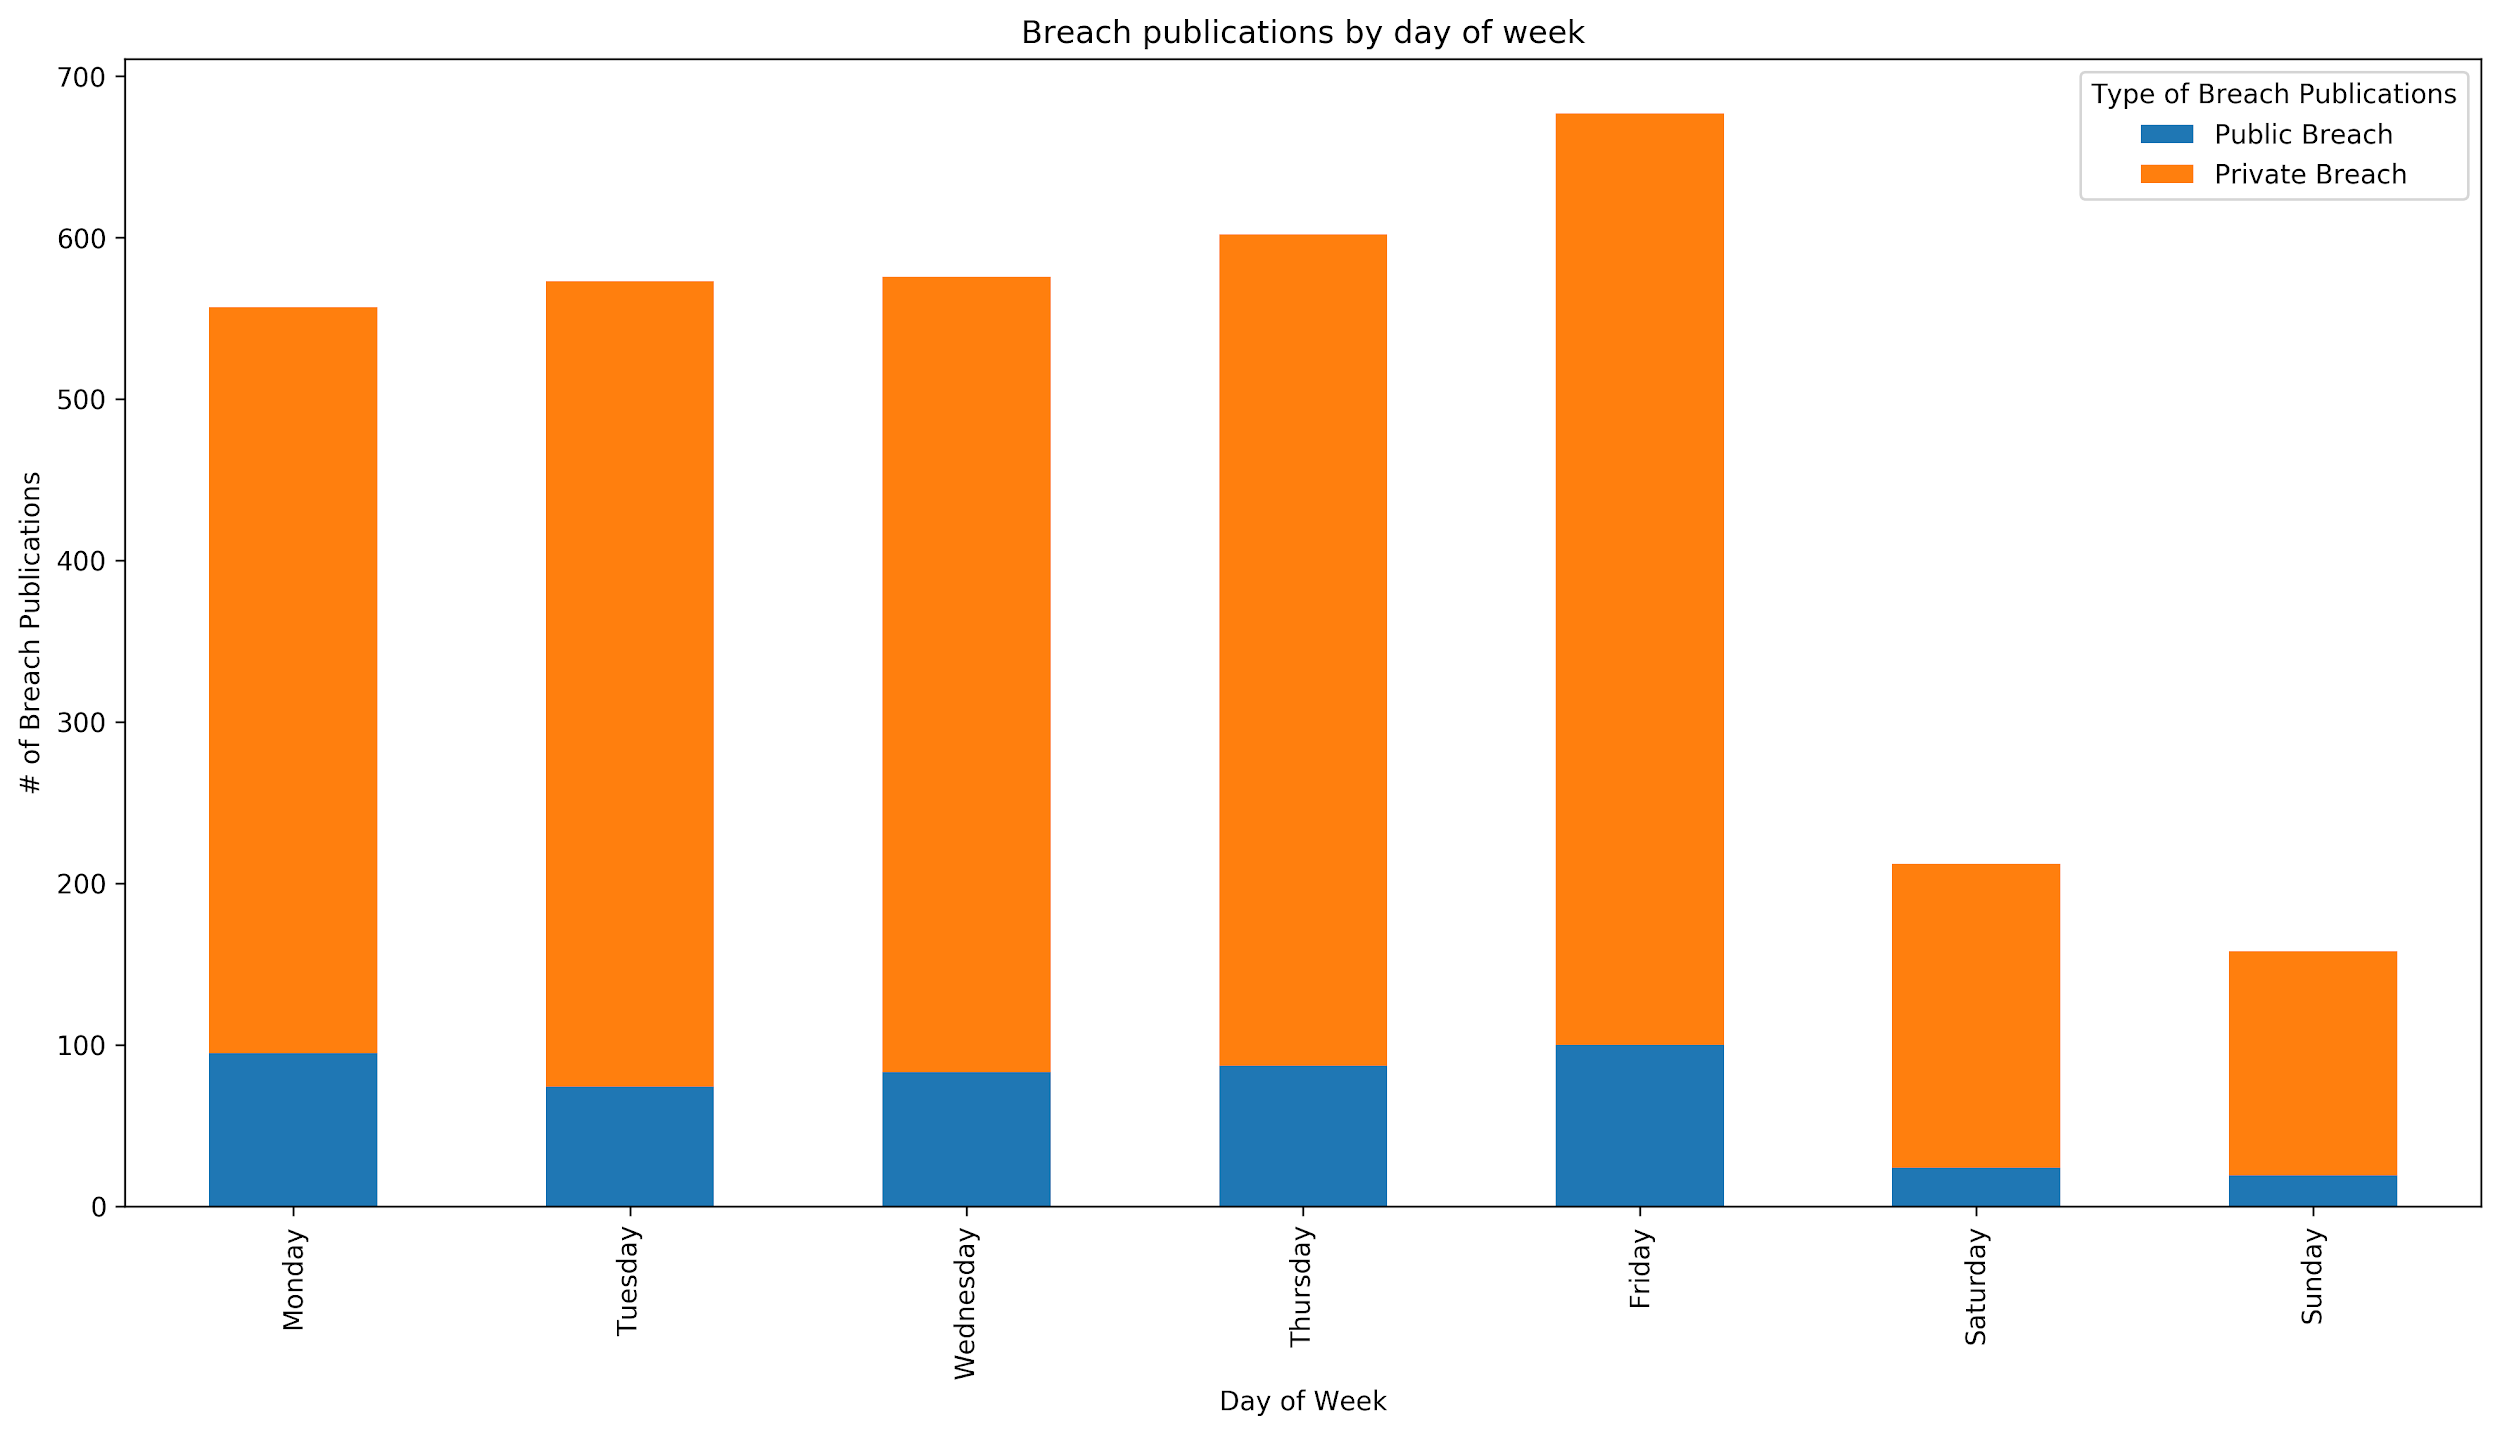 Breach publications by day of week
Type of Breach Publications
Public Breach
Private Breach
# of Breach Publications
700
600
500
400
300
200
100
0
Monday
Tuesday
Wednesday
Thursday
Friday
Saturday
Sunday
Day of Week